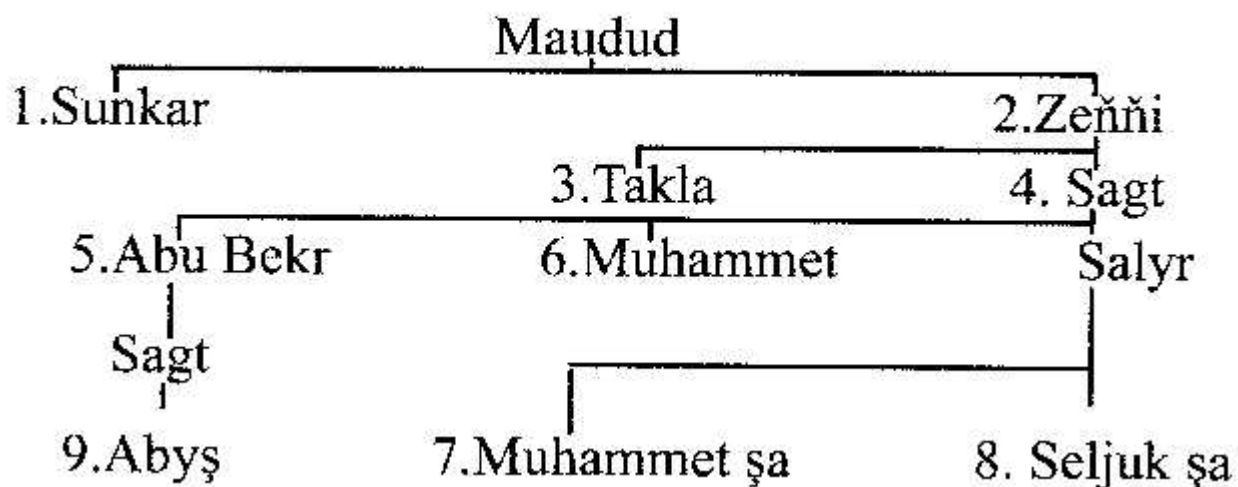 Maudud
1.Sunkar 2.Zeňňi
3.Takla 4. Sagt
5.Abu Bekr 6.Muhammet Salyr
Sagt
9.Abyş 7.Muhammet şa 8. Seljuk şa